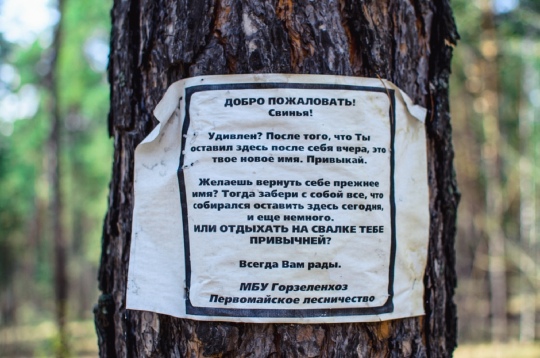 ДОБРО ПОЖАЛОВАТЬ!
Свинья!
Удивлен? После того, что Ты
оставил здесь после себя вчера, это
твое новое имя. Привыкай.
Желаешь вернуть себе прежнее
имя? Тогда забери с собой все, что
собирался оставить здесь сегодня,
и еще немного.
ИЛИ ОТДЫХАТЬ НА СВАЛКЕ ТЕБЕ
ПРИВЫЧНЕЙ?
Всегда Вам рады.
МБУ Горзеленхоз
Первомайское лесничество